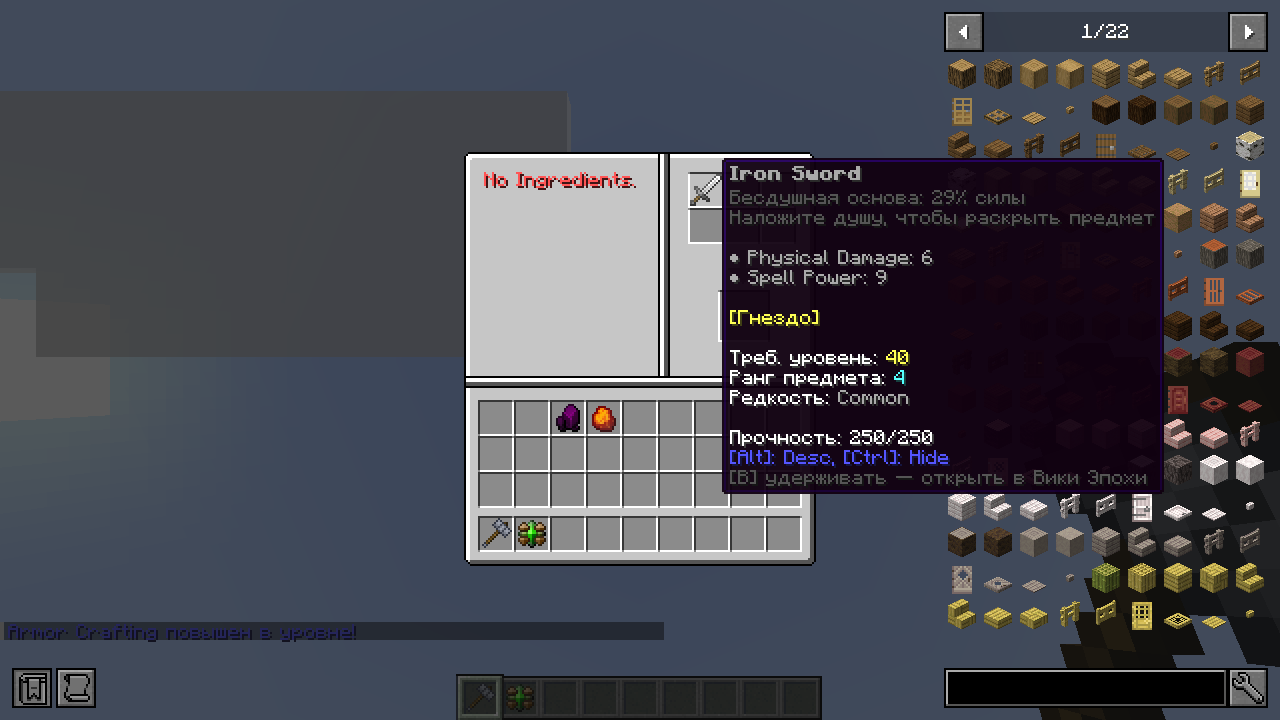 1/22
No Ingredients.
Iron Sword
Бесдушная основа: 29% силы
Наложите душу, чтобы раскрыть предмет
• Physical Damage: 6
• Spell Power: 9
[Гнездо]
Треб. уровень: 40
Ранг предмета: 4
Редкость: Common
Прочность: 250/250
[Alt]: Desc, [Ctrl]: Hide
[B] удерживать — открыть в Вики Эпохи
Armor Crafting повышен в уровне!